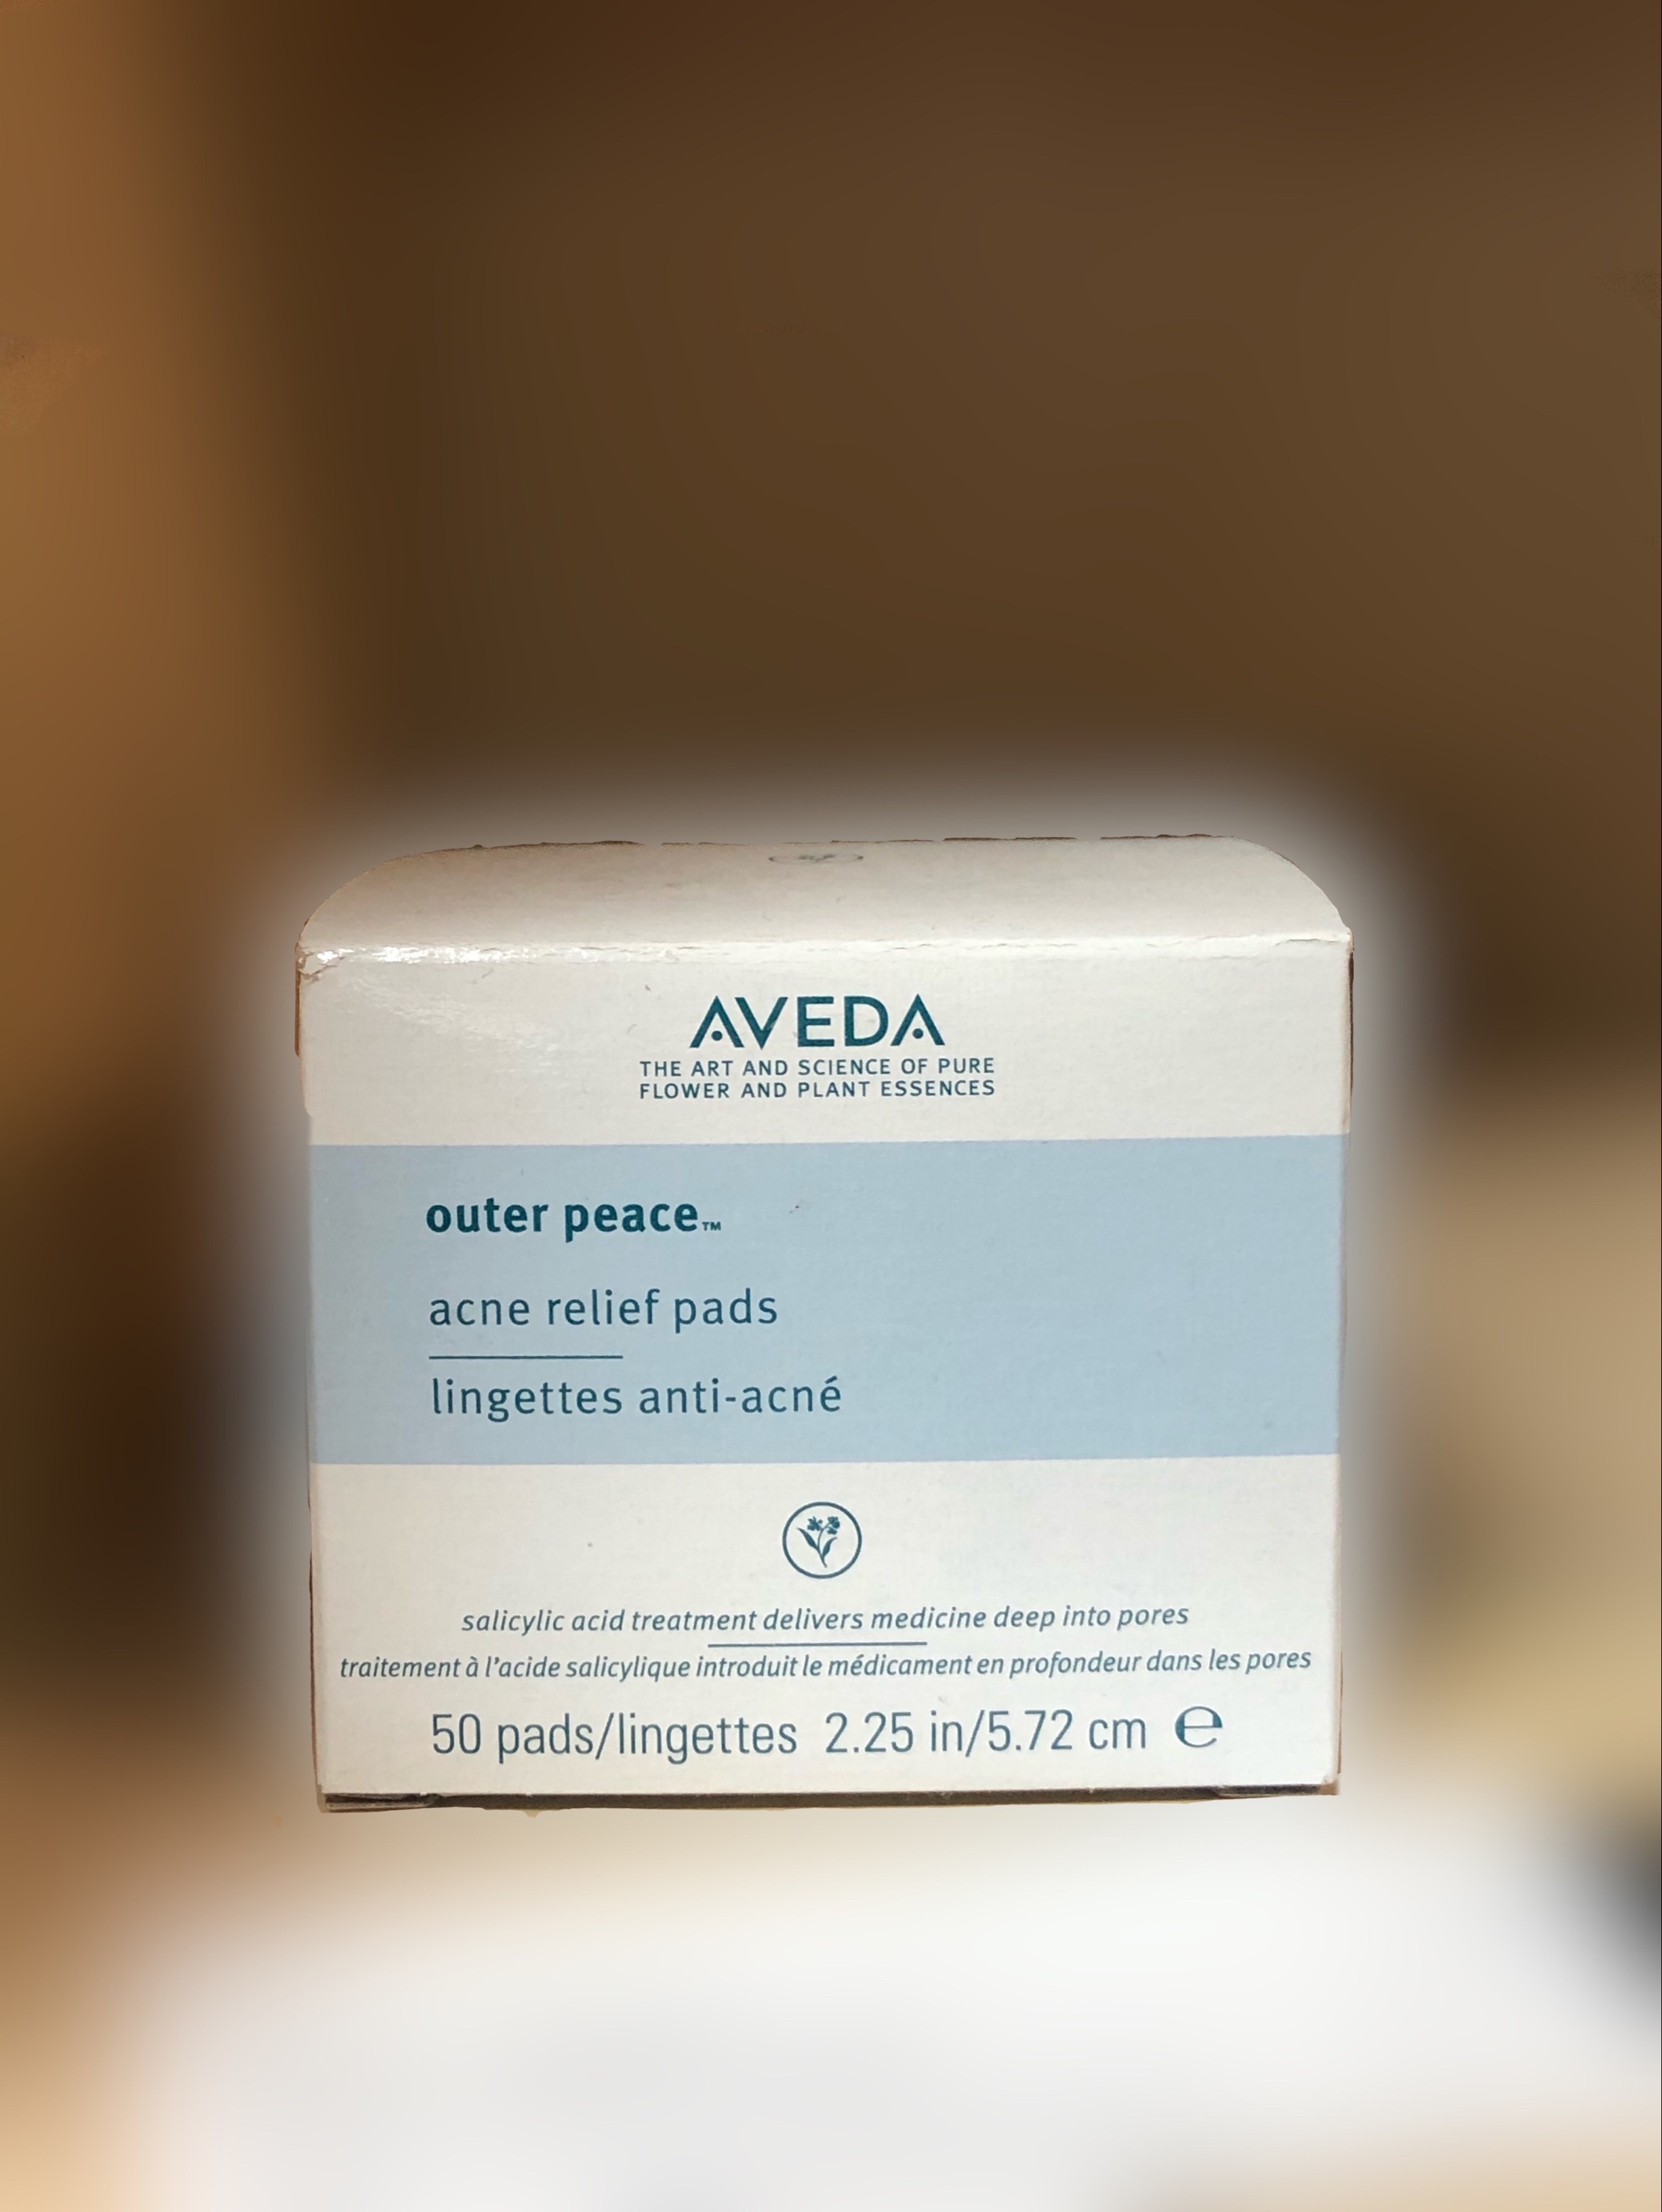 AVEDA
THE ART AND SCIENCE OF PURE
FLOWER AND PLANT ESSENCES
outer peace™
acne relief pads
lingettes anti-acné
salicylic acid treatment delivers medicine deep into pores
traitement à l'acide salicylique introduit le médicament en profondeur dans les pores
50 pads/lingettes 2.25 in/5.72 cm ℮